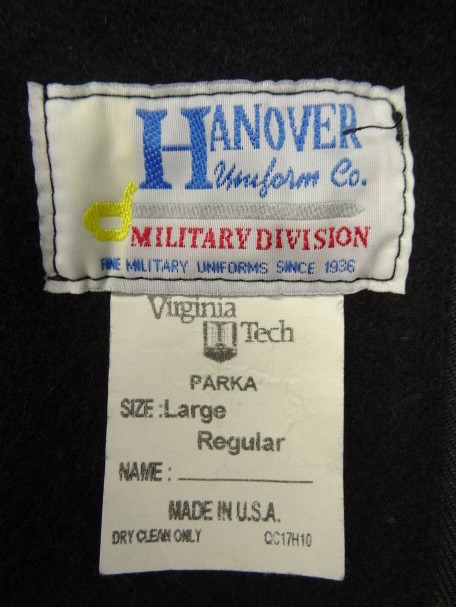 HANOVER
Uniform Co.
MILITARY DIVISION
FINE MILITARY UNIFORMS SINCE 1936
Virginia
Tech
PARKA
SIZE :Large
Regular
NAME :
MADE IN U.S.A.
DRY CLEAN ONLY QC17H10